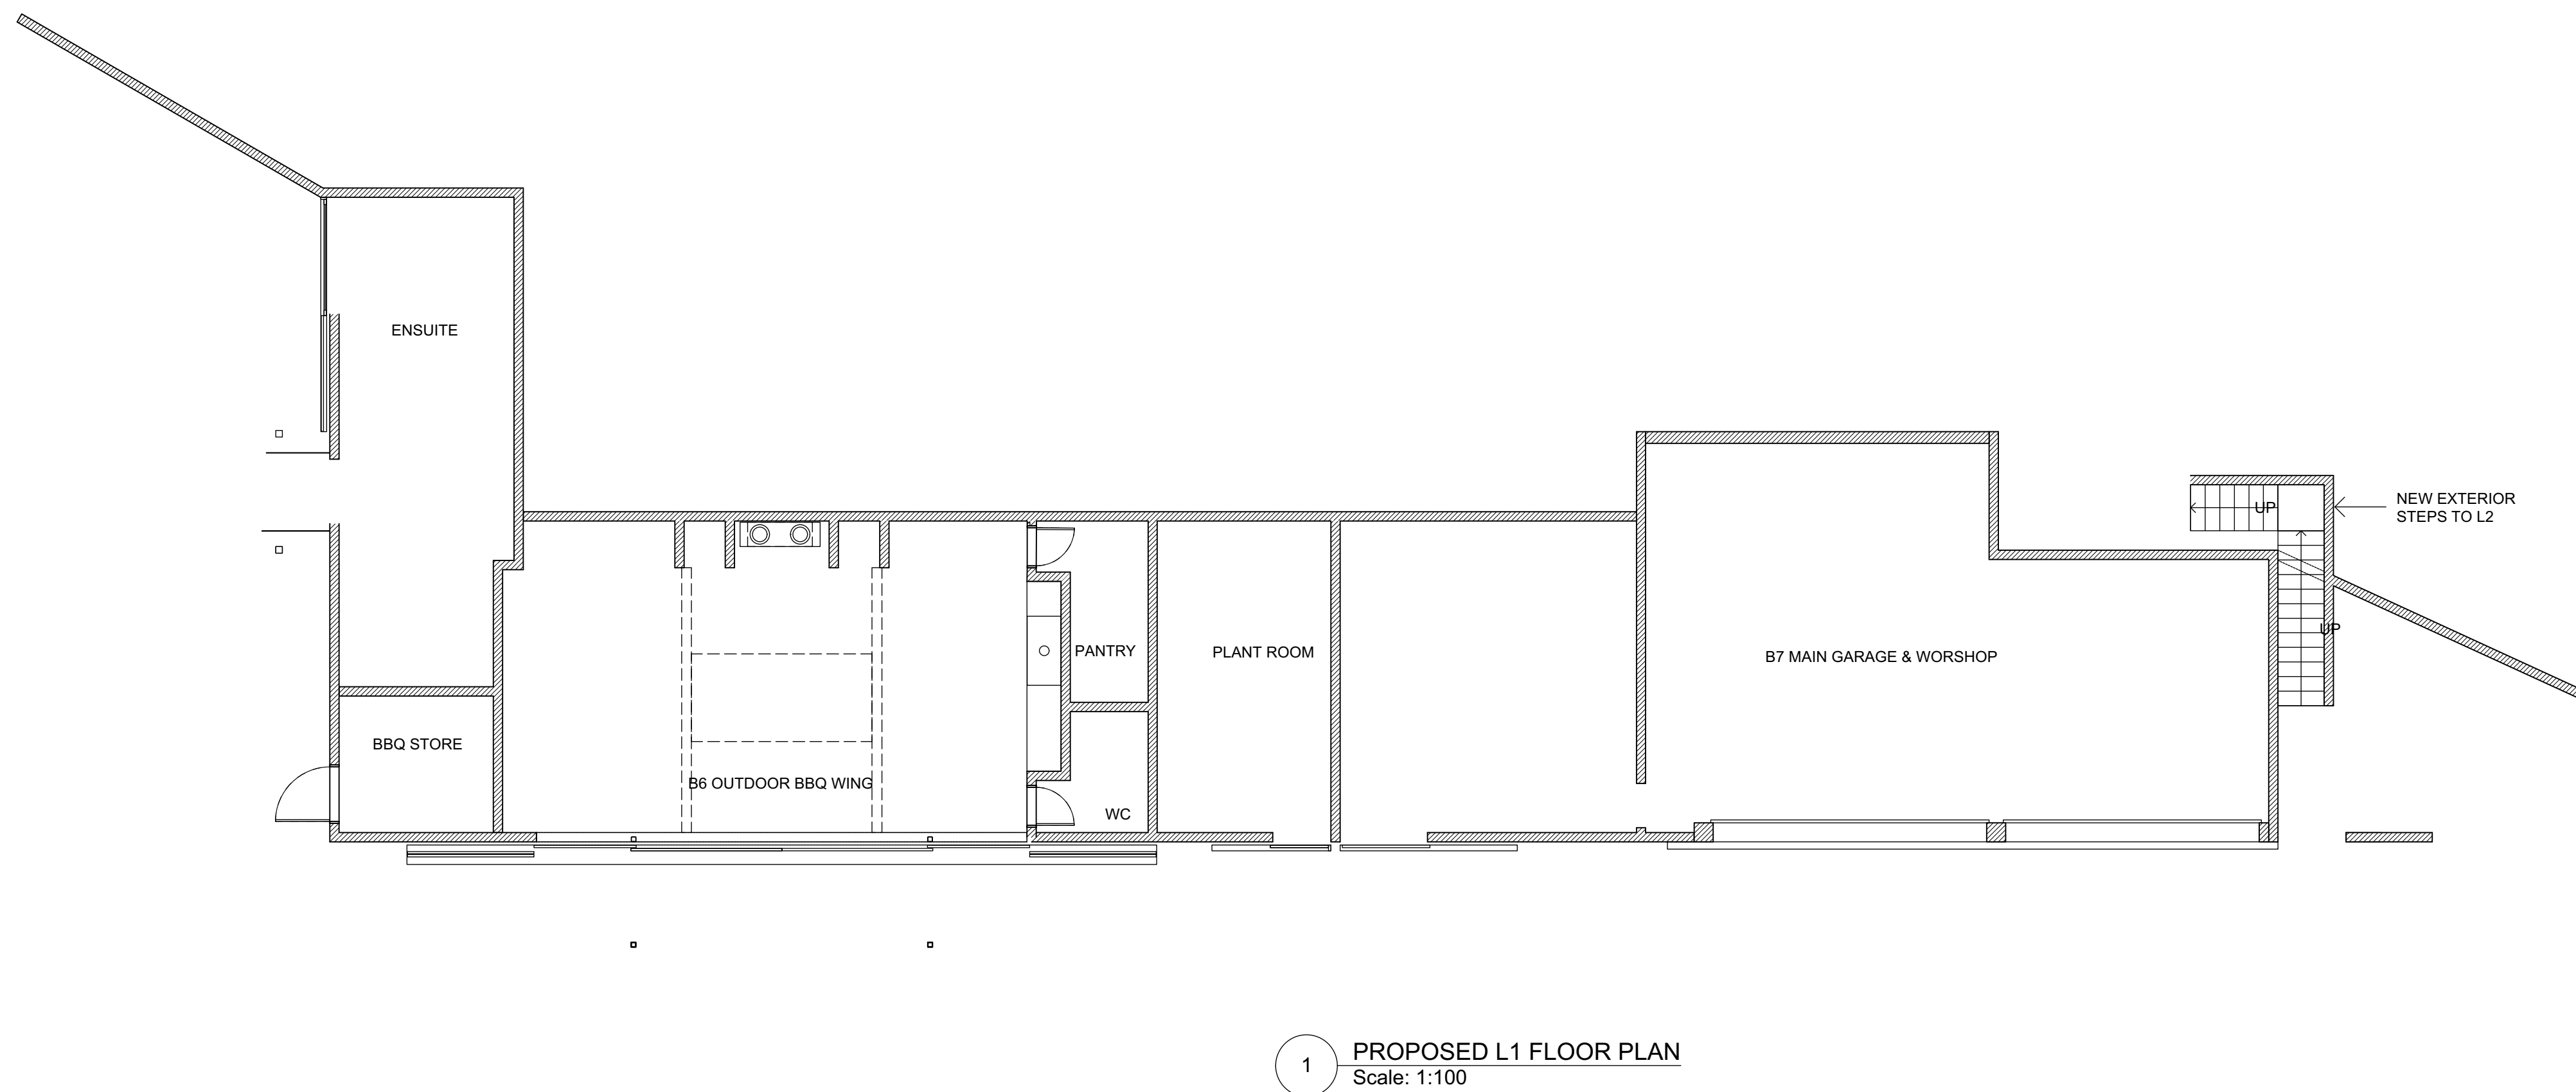 ENSUITE
UP
NEW EXTERIOR
STEPS TO L2
UP
PANTRY
PLANT ROOM
B7 MAIN GARAGE & WORSHOP
BBQ STORE
B6 OUTDOOR BBQ WING
WC
1
PROPOSED L1 FLOOR PLAN
Scale: 1:100